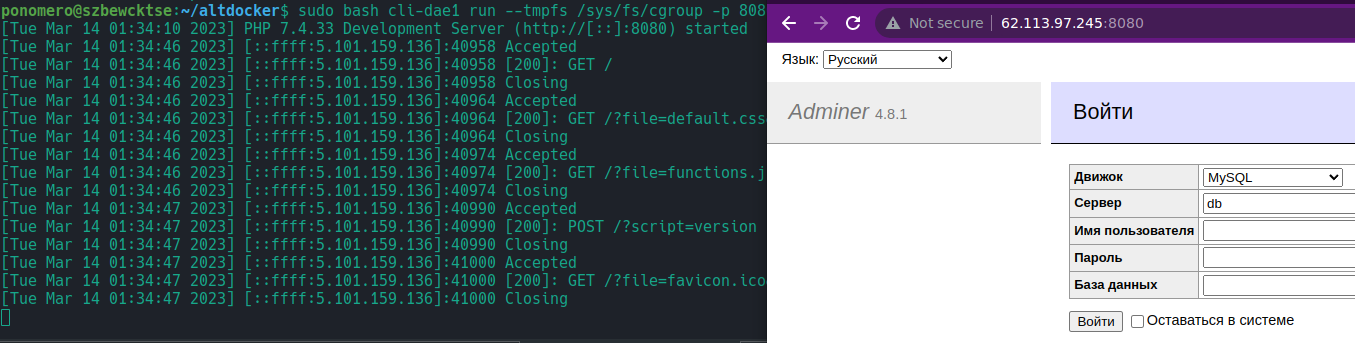 ponomero@szbewcktse:~/altdocker$ sudo bash cli-dae1 run --tmpfs /sys/fs/cgroup -p 808
[Tue Mar 14 01:34:10 2023] PHP 7.4.33 Development Server (http://[::]:8080) started
[Tue Mar 14 01:34:46 2023] [::ffff:5.101.159.136]:40958 Accepted
[Tue Mar 14 01:34:46 2023] [::ffff:5.101.159.136]:40958 [200]: GET /
[Tue Mar 14 01:34:46 2023] [::ffff:5.101.159.136]:40958 Closing
[Tue Mar 14 01:34:46 2023] [::ffff:5.101.159.136]:40964 Accepted
[Tue Mar 14 01:34:46 2023] [::ffff:5.101.159.136]:40964 [200]: GET /?file=default.css
[Tue Mar 14 01:34:46 2023] [::ffff:5.101.159.136]:40964 Closing
[Tue Mar 14 01:34:46 2023] [::ffff:5.101.159.136]:40974 Accepted
[Tue Mar 14 01:34:46 2023] [::ffff:5.101.159.136]:40974 [200]: GET /?file=functions.j
[Tue Mar 14 01:34:46 2023] [::ffff:5.101.159.136]:40974 Closing
[Tue Mar 14 01:34:47 2023] [::ffff:5.101.159.136]:40990 Accepted
[Tue Mar 14 01:34:47 2023] [::ffff:5.101.159.136]:40990 [200]: POST /?script=version
[Tue Mar 14 01:34:47 2023] [::ffff:5.101.159.136]:40990 Closing
[Tue Mar 14 01:34:47 2023] [::ffff:5.101.159.136]:41000 Accepted
[Tue Mar 14 01:34:47 2023] [::ffff:5.101.159.136]:41000 [200]: GET /?file=favicon.ico
[Tue Mar 14 01:34:47 2023] [::ffff:5.101.159.136]:41000 Closing
Not secure 62.113.97.245:8080
Язык: Русский
Adminer 4.8.1
Войти
Движок MySQL
Сервер db
Имя пользователя
Пароль
База данных
Войти Оставаться в системе